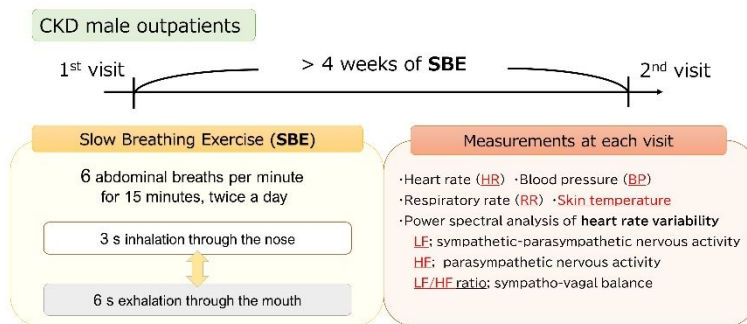 CKD male outpatients
1st visit
> 4 weeks of SBE
2nd visit
Slow Breathing Exercise (SBE)
6 abdominal breaths per minute
for 15 minutes, twice a day
3 s inhalation through the nose
6 s exhalation through the mouth
Measurements at each visit
·Heart rate (HR) ·Blood pressure (BP)
·Respiratory rate (RR) ·Skin temperature
·Power spectral analysis of heart rate variability
LF; sympathetic-parasympathetic nervous activity
HF; parasympathetic nervous activity
LF/HF ratio; sympatho-vagal balance